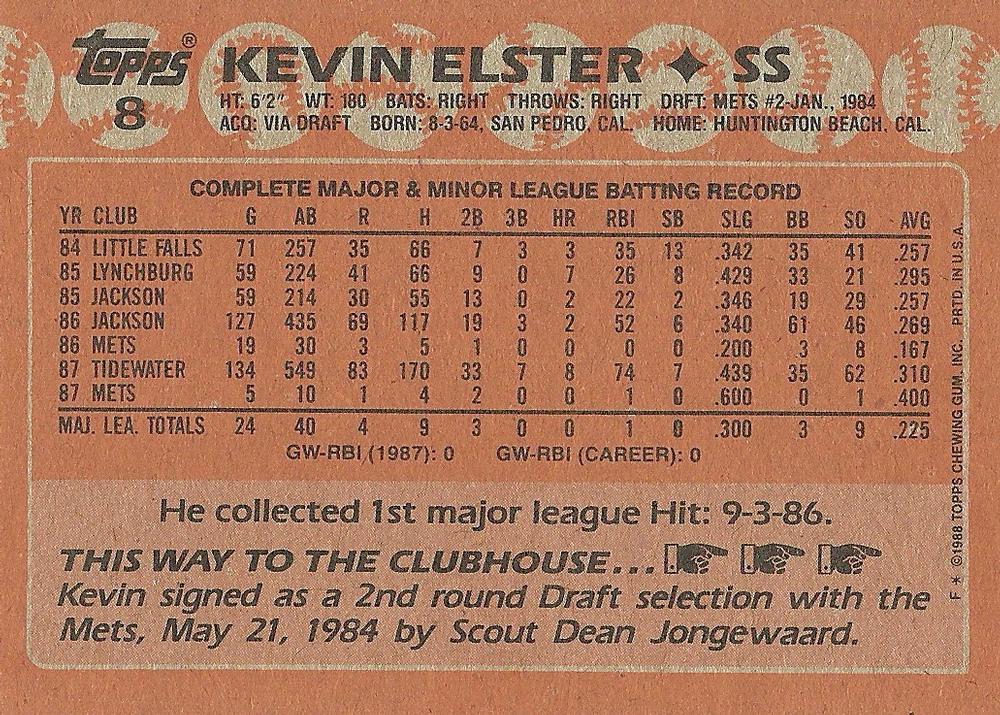 Topps® KEVIN ELSTER ✦ SS
8
HT: 6'2" WT: 180 BATS: RIGHT THROWS: RIGHT DRFT: METS #2-JAN., 1984
ACQ: VIA DRAFT BORN: 8-3-64, SAN PEDRO, CAL. HOME: HUNTINGTON BEACH, CAL.
COMPLETE MAJOR & MINOR LEAGUE BATTING RECORD
YR CLUB G AB R H 2B 3B HR RBI SB SLG BB SO AVG
84 LITTLE FALLS 71 257 35 66 7 3 3 35 13 .342 35 41 .257
85 LYNCHBURG 59 224 41 66 9 0 7 26 8 .429 33 21 .295
85 JACKSON 59 214 30 55 13 0 2 22 2 .346 19 29 .257
86 JACKSON 127 435 69 117 19 3 2 52 6 .340 61 46 .269
86 METS 19 30 3 5 1 0 0 0 0 .200 3 8 .167
87 TIDEWATER 134 549 83 170 33 7 8 74 7 .439 35 62 .310
87 METS 5 10 1 4 2 0 0 1 0 .600 0 1 .400
MAJ. LEA. TOTALS 24 40 4 9 3 0 0 1 0 .300 3 9 .225
GW-RBI (1987): 0 GW-RBI (CAREER): 0
He collected 1st major league Hit: 9-3-86.
THIS WAY TO THE CLUBHOUSE...
Kevin signed as a 2nd round Draft selection with the
Mets, May 21, 1984 by Scout Dean Jongewaard.
F * ©1988 TOPPS CHEWING GUM, INC. PRTD. IN U.S.A.